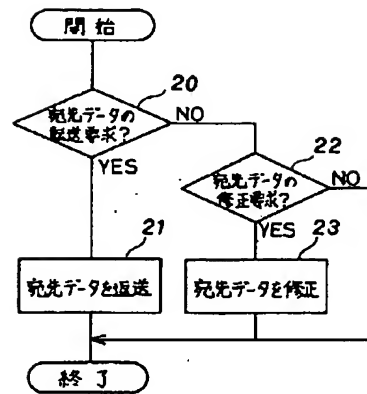 開始
20
宛先データの
転送要求?
NO
YES
22
宛先データの
修正要求?
NO
YES
21
宛先データを返送
23
宛先データを修正
終了